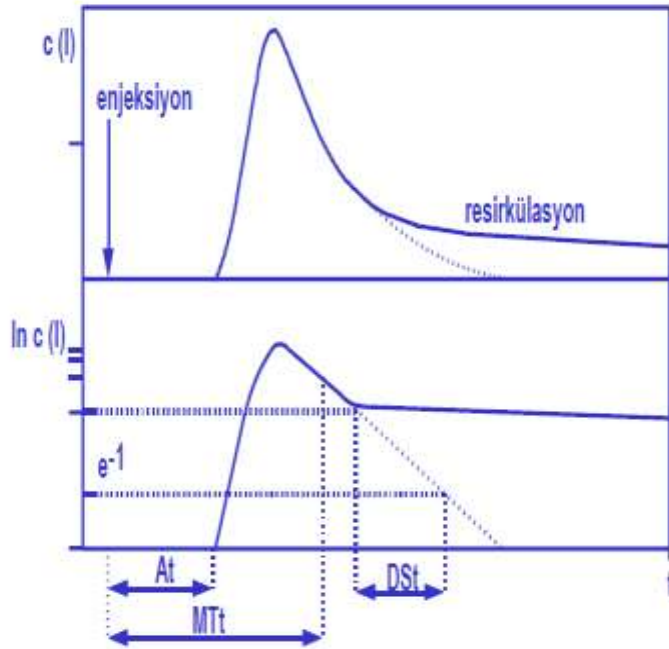 c (I)
enjeksiyon
resirkülasyon
ln c (I)
e-1
At
DSt
MTt